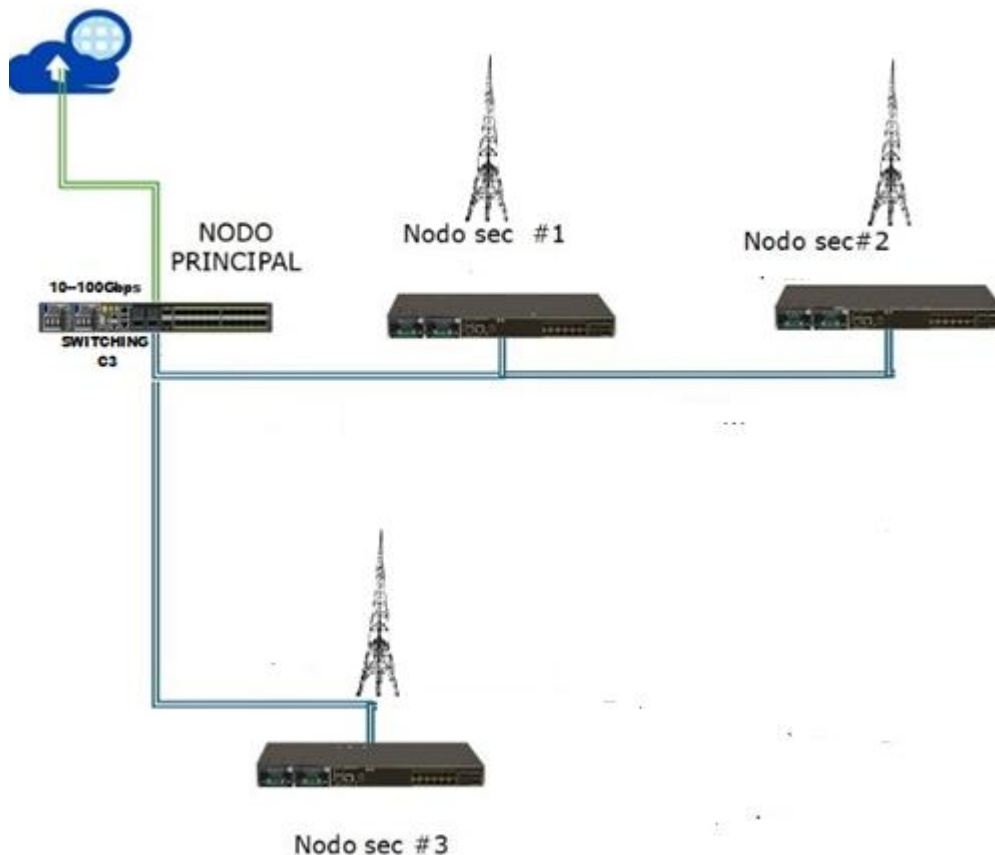 NODO
PRINCIPAL
Nodo sec #1
Nodo sec#2
10-100Gbps
SWITCHING
C3
Nodo sec #3